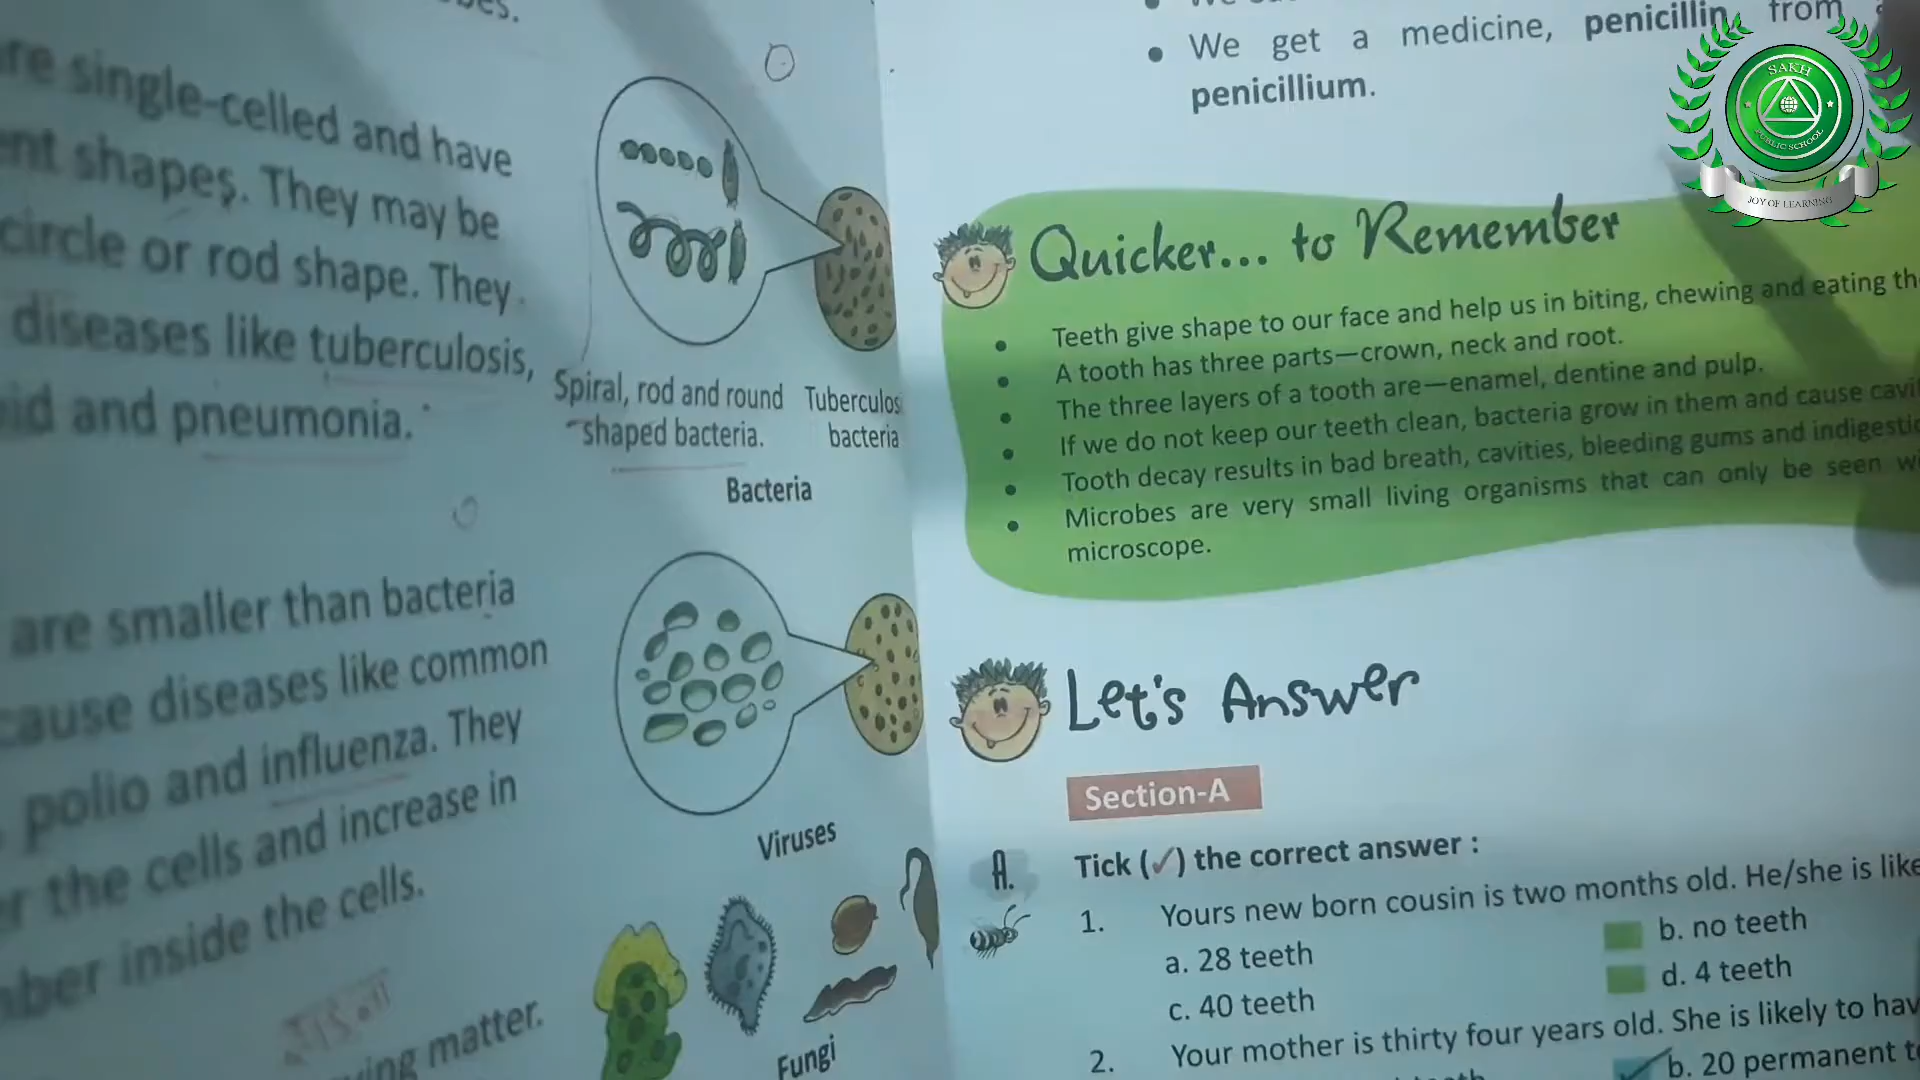 are single-celled and have
shapes. They may be
circle or rod shape. They
diseases like tuberculosis,
and pneumonia.
Spiral, rod and round
shaped bacteria.
Tuberculos
bacteria
Bacteria
are smaller than bacteria
cause diseases like common
polio and influenza. They
the cells and increase in
inside the cells.
Viruses
matter.
Fungi
We get a medicine, penicillin, from
penicillium.
Quicker... to Remember
Teeth give shape to our face and help us in biting, chewing and eating
A tooth has three parts—crown, neck and root.
The three layers of a tooth are—enamel, dentine and pulp.
If we do not keep our teeth clean, bacteria grow in them and cause
Tooth decay results in bad breath, cavities, bleeding gums and
Microbes are very small living organisms that can only be seen
microscope.
Let's Answer
Section-A
A. Tick (✓) the correct answer :
1. Yours new born cousin is two months old. He/she is
a. 28 teeth b. no teeth
c. 40 teeth d. 4 teeth
2. Your mother is thirty four years old. She is likely to
b. 20 permanent
SAKH
PUBLIC SCHOOL
JOY OF LEARNING